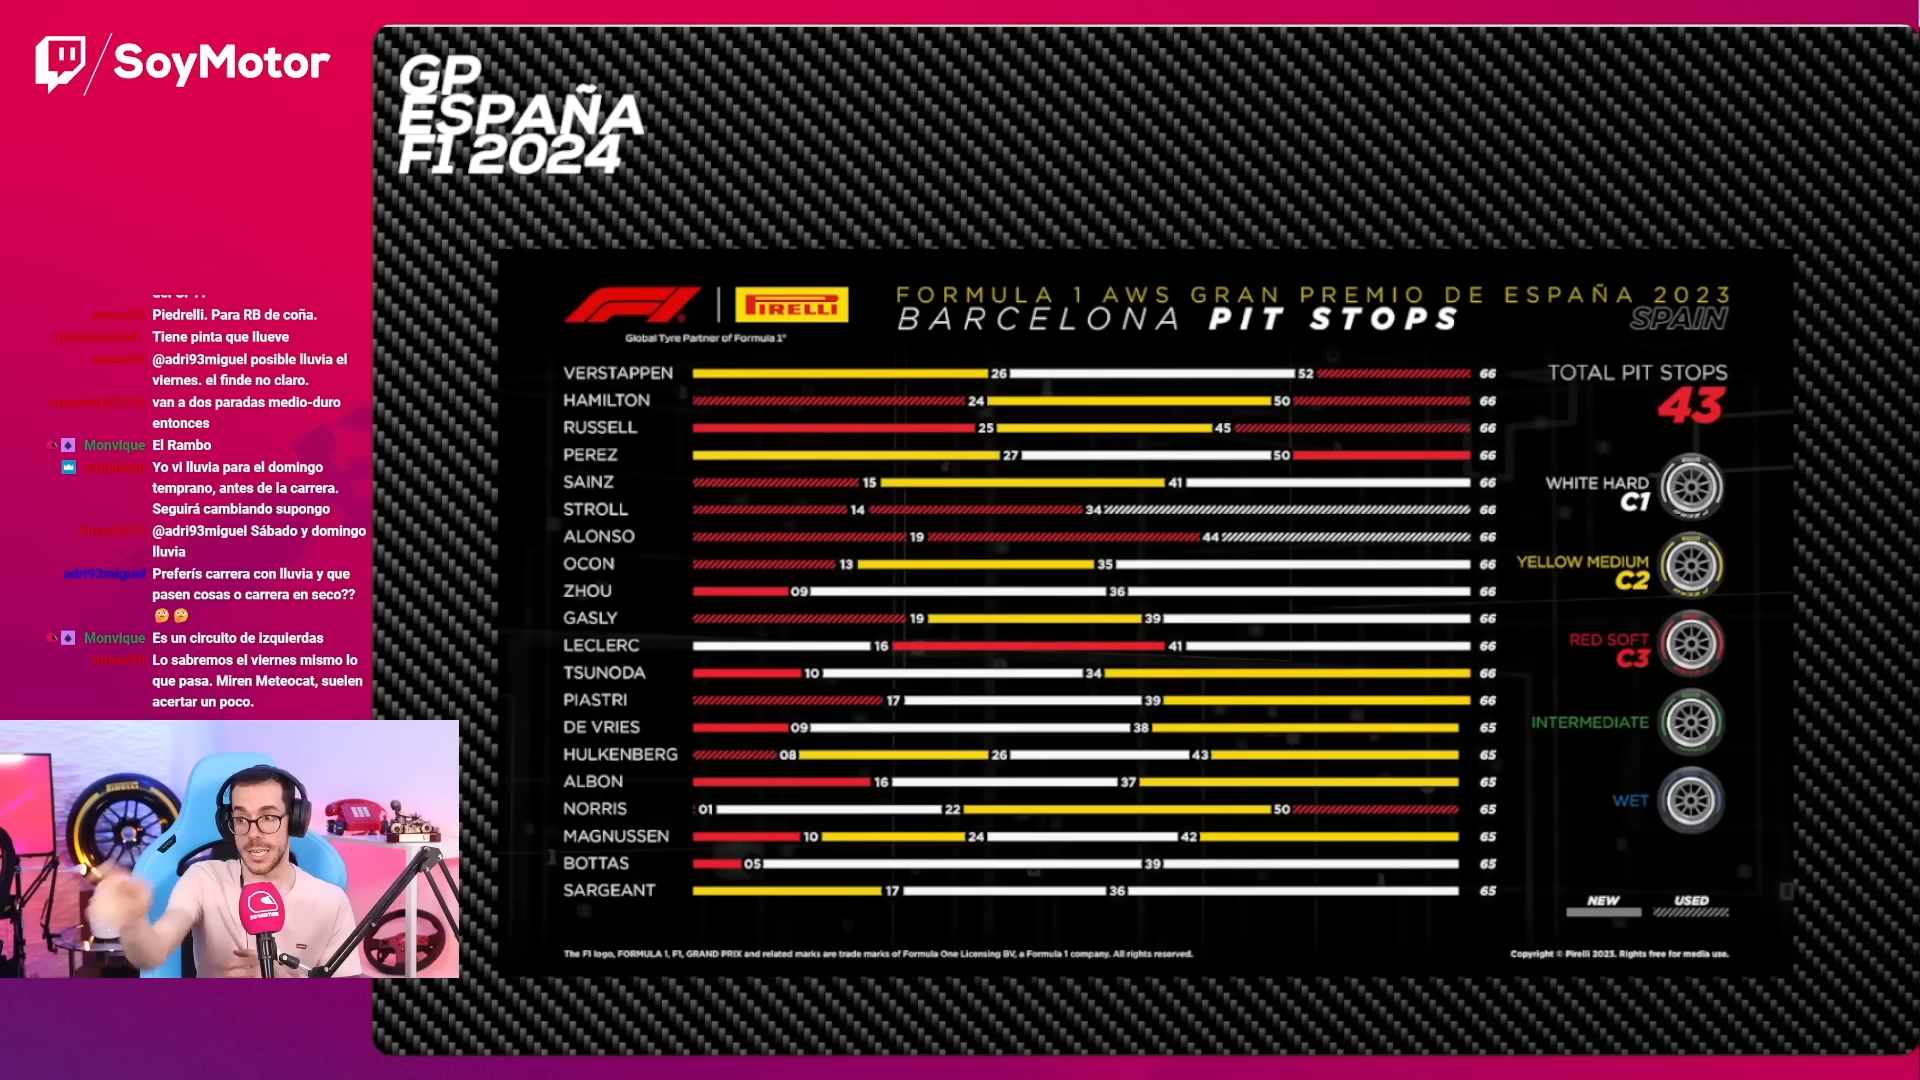 SoyMotor
Piedrelli. Para RB de coña.
Tiene pinta que llueve
@adri93miguel posible lluvia el
viernes. el finde no claro.
van a dos paradas medio-duro
entonces
Monvique El Rambo
Yo vi lluvia para el domingo
temprano, antes de la carrera.
Seguirá cambiando supongo
@adri93miguel Sábado y domingo
lluvia
adri93miguel Preferís carrera con lluvia y que
pasen cosas o carrera en seco??
Monvique Es un circuito de izquierdas
Lo sabremos el viernes mismo lo
que pasa. Miren Meteocat, suelen
acertar un poco.
GP
ESPAÑA
F1 2024
F1 PIRELLI
Global Tyre Partner of Formula 1®
FORMULA 1 AWS GRAN PREMIO DE ESPAÑA 2023
BARCELONA PIT STOPS
SPAIN
VERSTAPPEN 26 52 66
HAMILTON 24 50 66
RUSSELL 25 45 66
PEREZ 27 50 66
SAINZ 15 41 66
STROLL 14 34 66
ALONSO 19 44 66
OCON 13 35 66
ZHOU 09 36 66
GASLY 19 39 66
LECLERC 16 41 66
TSUNODA 10 34 66
PIASTRI 17 39 66
DE VRIES 09 38 65
HULKENBERG 08 26 43 65
ALBON 16 37 65
NORRIS 01 22 50 65
MAGNUSSEN 10 24 42 65
BOTTAS 05 39 65
SARGEANT 17 36 65
TOTAL PIT STOPS
43
WHITE HARD
C1
YELLOW MEDIUM
C2
RED SOFT
C3
INTERMEDIATE
WET
NEW USED
The F1 logo, FORMULA 1, F1, GRAND PRIX and related marks are trade marks of Formula One Licensing BV, a Formula 1 company. All rights reserved.
Copyright © Pirelli 2023. Rights free for media use.
PIRELLI
SOYMOTOR